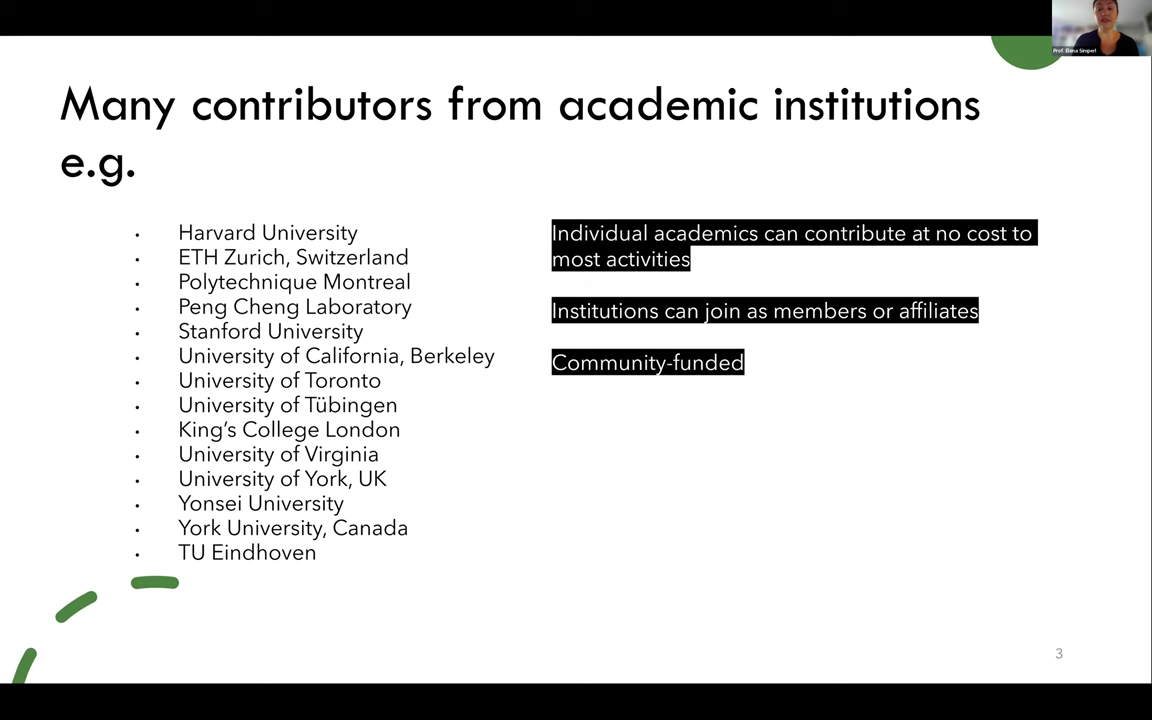 Prof. Elena Simperl
Many contributors from academic institutions
e.g.
• Harvard University
• ETH Zurich, Switzerland
• Polytechnique Montreal
• Peng Cheng Laboratory
• Stanford University
• University of California, Berkeley
• University of Toronto
• University of Tübingen
• King's College London
• University of Virginia
• University of York, UK
• Yonsei University
• York University, Canada
• TU Eindhoven
Individual academics can contribute at no cost to
most activities
Institutions can join as members or affiliates
Community-funded
3